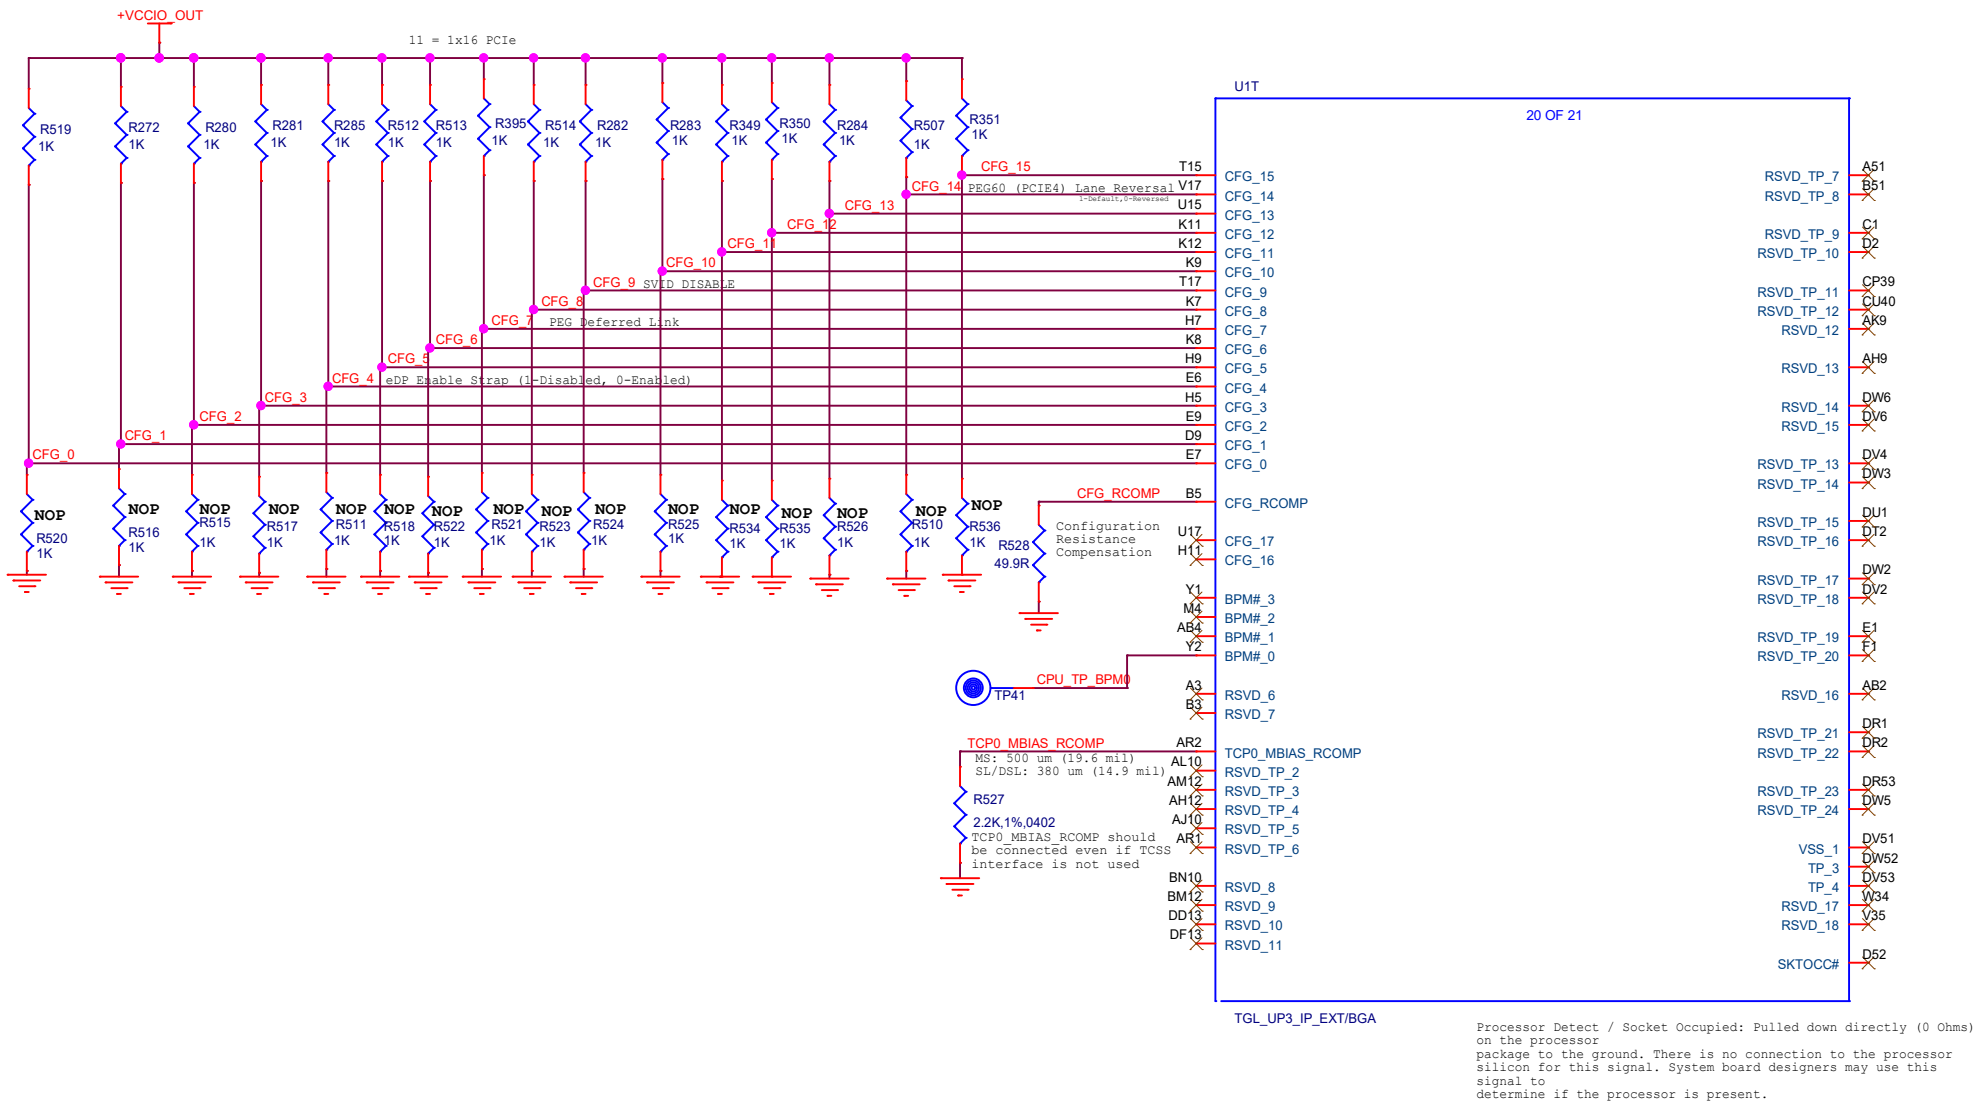 +VCCIO_OUT
11 = 1x16 PCIe
R519
1K
R272
1K
R280
1K
R281
1K
R285
1K
R512
1K
R513
1K
R395
1K
R514
1K
R282
1K
R283
1K
R349
1K
R350
1K
R284
1K
R507
1K
R351
1K
CFG_15
CFG_14
PEG60 (PCIE4) Lane Reversal
1-Default,0-Reversed
CFG_13
CFG_12
CFG_11
CFG_10
CFG_9 SVID DISABLE
CFG_8
CFG_7 PEG Deferred Link
CFG_6
CFG_5
CFG_4 eDP Enable Strap (1-Disabled, 0-Enabled)
CFG_3
CFG_2
CFG_1
CFG_0
NOP
R520
1K
NOP
R516
1K
NOP
R515
1K
NOP
R517
1K
NOP
R511
1K
NOP
R518
1K
NOP
R522
1K
NOP
R521
1K
NOP
R523
1K
NOP
R524
1K
NOP
R525
1K
NOP
R534
1K
NOP
R535
1K
NOP
R526
1K
NOP
R510
1K
NOP
R536
1K
CFG_RCOMP
Configuration
Resistance
Compensation
R528
49.9R
CPU_TP_BPM0
TP41
TCP0_MBIAS_RCOMP
MS: 500 um (19.6 mil)
SL/DSL: 380 um (14.9 mil)
R527
2.2K,1%,0402
TCP0_MBIAS_RCOMP should
be connected even if TCSS
interface is not used
U1T
20 OF 21
T15 CFG_15
V17 CFG_14
U15 CFG_13
K11 CFG_12
K12 CFG_11
K9 CFG_10
T17 CFG_9
K7 CFG_8
H7 CFG_7
K8 CFG_6
H9 CFG_5
E6 CFG_4
H5 CFG_3
E9 CFG_2
D9 CFG_1
E7 CFG_0
B5 CFG_RCOMP
U17 CFG_17
H11 CFG_16
Y1 BPM#_3
M4 BPM#_2
AB4 BPM#_1
Y2 BPM#_0
A3 RSVD_6
B3 RSVD_7
AR2 TCP0_MBIAS_RCOMP
AL10 RSVD_TP_2
AM12 RSVD_TP_3
AH12 RSVD_TP_4
AJ10 RSVD_TP_5
AR1 RSVD_TP_6
BN10 RSVD_8
BM12 RSVD_9
DD13 RSVD_10
DF13 RSVD_11
RSVD_TP_7 A51
RSVD_TP_8 B51
RSVD_TP_9 C1
RSVD_TP_10 D2
RSVD_TP_11 CP39
RSVD_TP_12 CU40
RSVD_12 AK9
RSVD_13 AH9
RSVD_14 DW6
RSVD_15 DV6
RSVD_TP_13 DV4
RSVD_TP_14 DW3
RSVD_TP_15 DU1
RSVD_TP_16 DT2
RSVD_TP_17 DW2
RSVD_TP_18 DV2
RSVD_TP_19 E1
RSVD_TP_20 F1
RSVD_16 AB2
RSVD_TP_21 DR1
RSVD_TP_22 DR2
RSVD_TP_23 DR53
RSVD_TP_24 DW5
VSS_1 DV51
TP_3 DW52
TP_4 DV53
RSVD_17 W34
RSVD_18 V35
SKTOCC# D52
TGL_UP3_IP_EXT/BGA
Processor Detect / Socket Occupied: Pulled down directly (0 Ohms)
on the processor
package to the ground. There is no connection to the processor
silicon for this signal. System board designers may use this
signal to
determine if the processor is present.